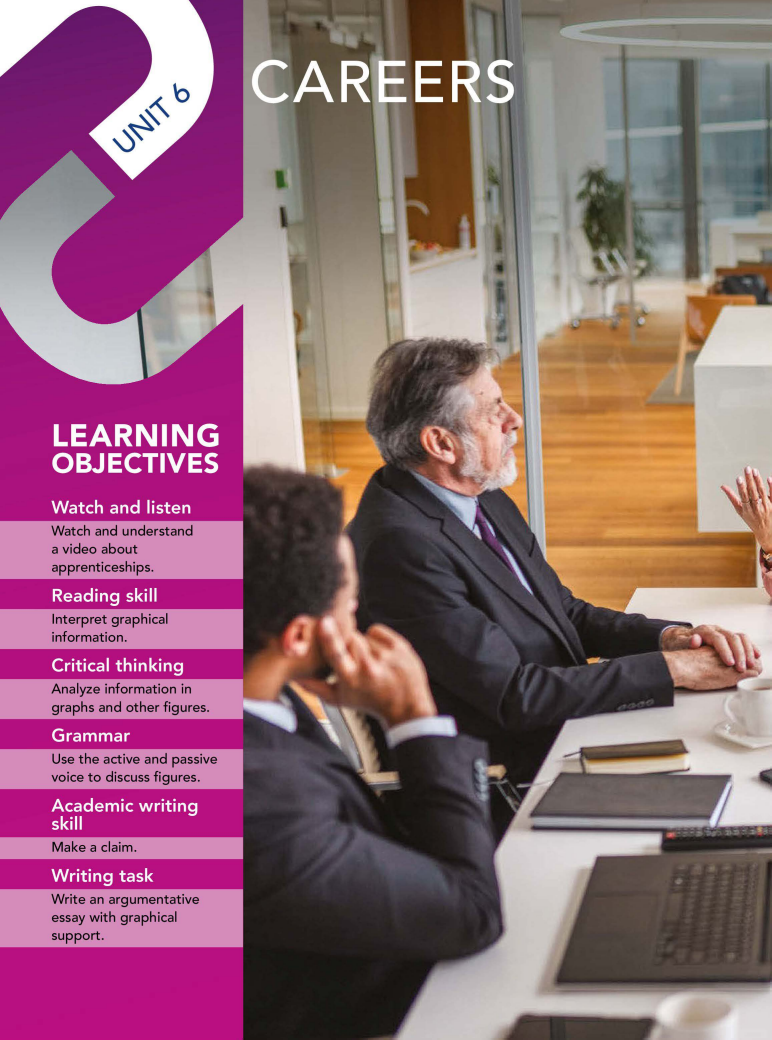 UNIT 6
CAREERS
LEARNING
OBJECTIVES
Watch and listen
Watch and understand
a video about
apprenticeships.
Reading skill
Interpret graphical
information.
Critical thinking
Analyze information in
graphs and other figures.
Grammar
Use the active and passive
voice to discuss figures.
Academic writing
skill
Make a claim.
Writing task
Write an argumentative
essay with graphical
support.